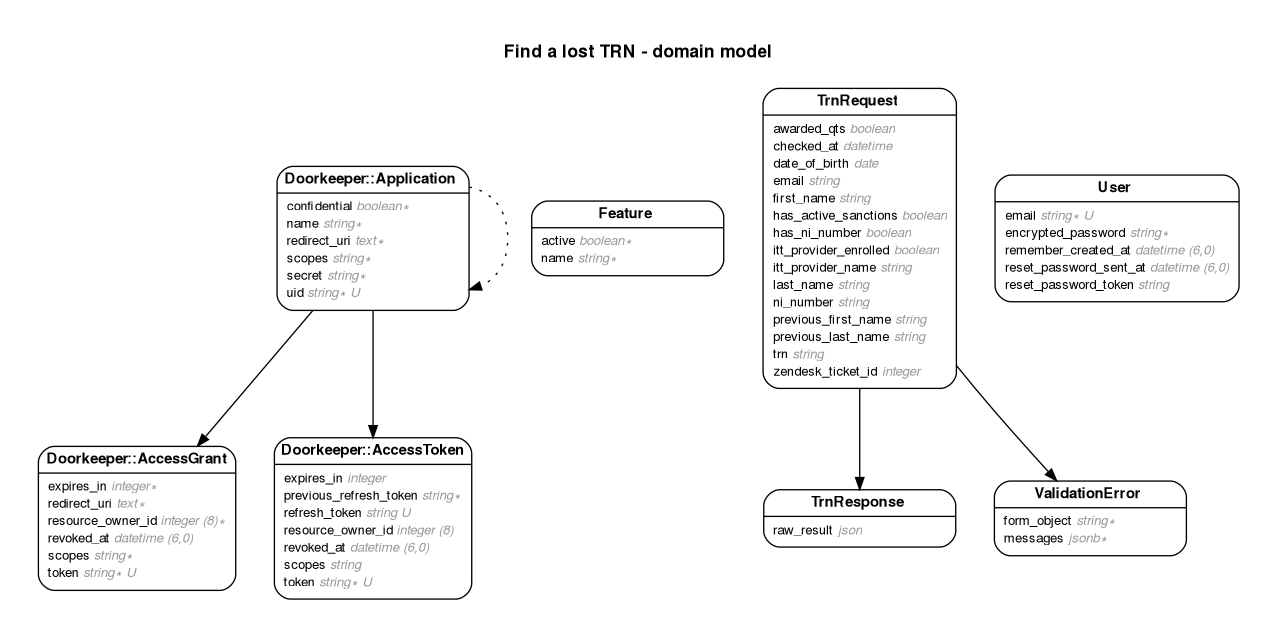 Find a lost TRN - domain model
Doorkeeper::Application
confidential boolean∗
name string∗
redirect_uri text∗
scopes string∗
secret string∗
uid string∗ U
Feature
active boolean∗
name string∗
TrnRequest
awarded_qts boolean
checked_at datetime
date_of_birth date
email string
first_name string
has_active_sanctions boolean
has_ni_number boolean
itt_provider_enrolled boolean
itt_provider_name string
last_name string
ni_number string
previous_first_name string
previous_last_name string
trn string
zendesk_ticket_id integer
User
email string∗ U
encrypted_password string∗
remember_created_at datetime (6,0)
reset_password_sent_at datetime (6,0)
reset_password_token string
Doorkeeper::AccessGrant
expires_in integer∗
redirect_uri text∗
resource_owner_id integer (8)∗
revoked_at datetime (6,0)
scopes string∗
token string∗ U
Doorkeeper::AccessToken
expires_in integer
previous_refresh_token string∗
refresh_token string U
resource_owner_id integer (8)
revoked_at datetime (6,0)
scopes string
token string∗ U
TrnResponse
raw_result json
ValidationError
form_object string∗
messages jsonb∗